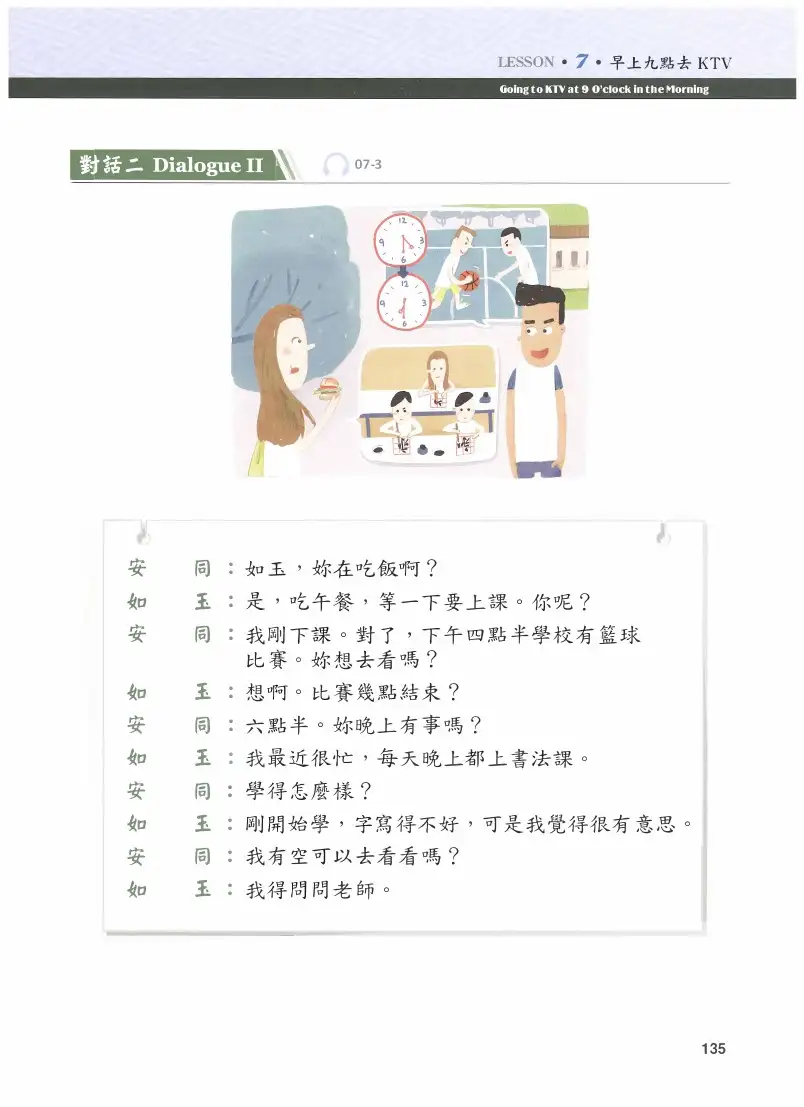 LESSON • 7 • 早上九點去 KTV
Going to KTV at 9 O'clock in the Morning
對話二 Dialogue II
07-3
12
9 3
6
12
9 3
6
安同：如玉，妳在吃飯啊？
如玉：是，吃午餐，等一下要上課。你呢？
安同：我剛下課。對了，下午四點半學校有籃球
比賽。妳想去看嗎？
如玉：想啊。比賽幾點結束？
安同：六點半。妳晚上有事嗎？
如玉：我最近很忙，每天晚上都上書法課。
安同：學得怎麼樣？
如玉：剛開始學，字寫得不好，可是我覺得很有意思。
安同：我有空可以去看看嗎？
如玉：我得問問老師。
135